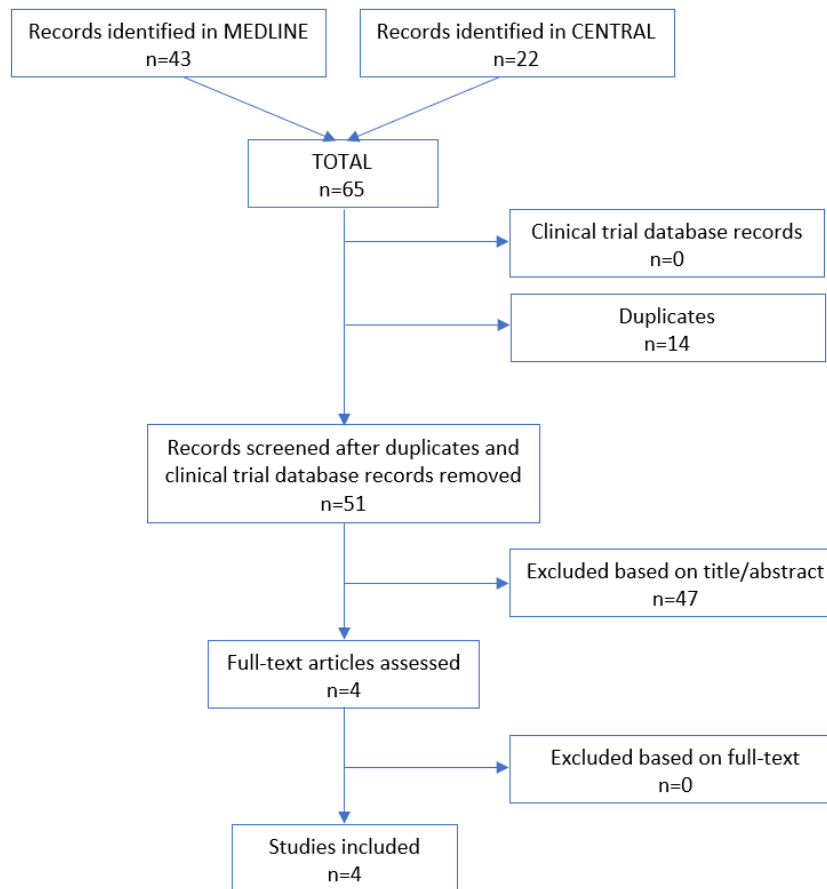 Records identified in MEDLINE
n=43
Records identified in CENTRAL
n=22
TOTAL
n=65
Clinical trial database records
n=0
Duplicates
n=14
Records screened after duplicates and
clinical trial database records removed
n=51
Excluded based on title/abstract
n=47
Full-text articles assessed
n=4
Excluded based on full-text
n=0
Studies included
n=4